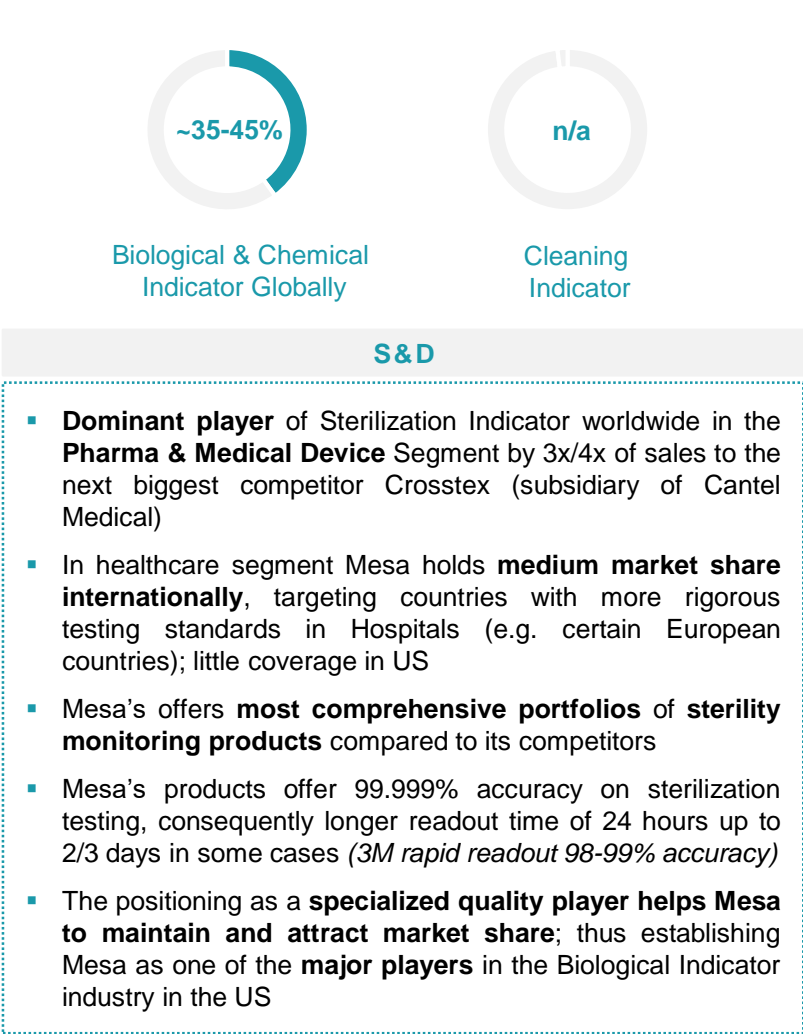 ~35-45%
n/a
Biological & Chemical
Indicator Globally
Cleaning
Indicator
S&D
▪ Dominant player of Sterilization Indicator worldwide in the
Pharma & Medical Device Segment by 3x/4x of sales to the
next biggest competitor Crosstex (subsidiary of Cantel
Medical)
▪ In healthcare segment Mesa holds medium market share
internationally, targeting countries with more rigorous
testing standards in Hospitals (e.g. certain European
countries); little coverage in US
▪ Mesa's offers most comprehensive portfolios of sterility
monitoring products compared to its competitors
▪ Mesa's products offer 99.999% accuracy on sterilization
testing, consequently longer readout time of 24 hours up to
2/3 days in some cases (3M rapid readout 98-99% accuracy)
▪ The positioning as a specialized quality player helps Mesa
to maintain and attract market share; thus establishing
Mesa as one of the major players in the Biological Indicator
industry in the US